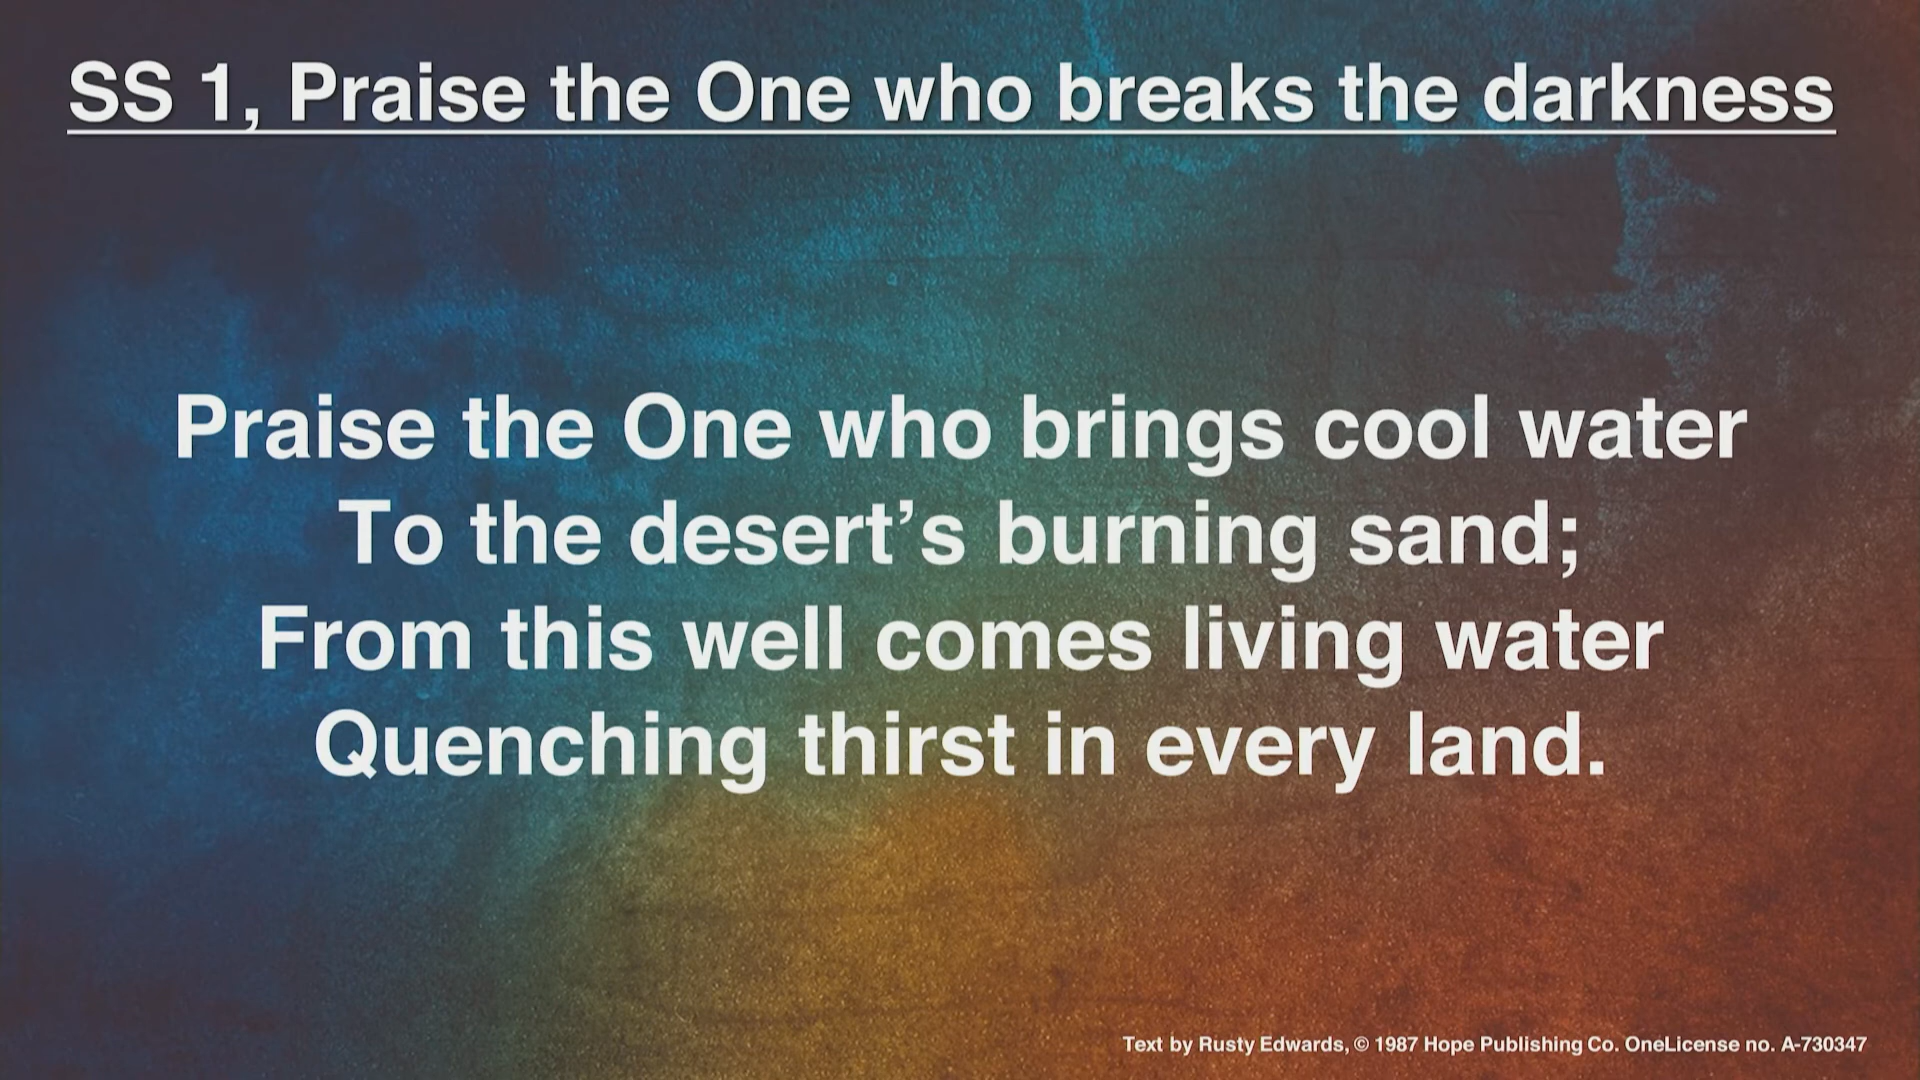 SS 1, Praise the One who breaks the darkness
Praise the One who brings cool water
To the desert’s burning sand;
From this well comes living water
Quenching thirst in every land.
Text by Rusty Edwards, © 1987 Hope Publishing Co. OneLicense no. A-730347